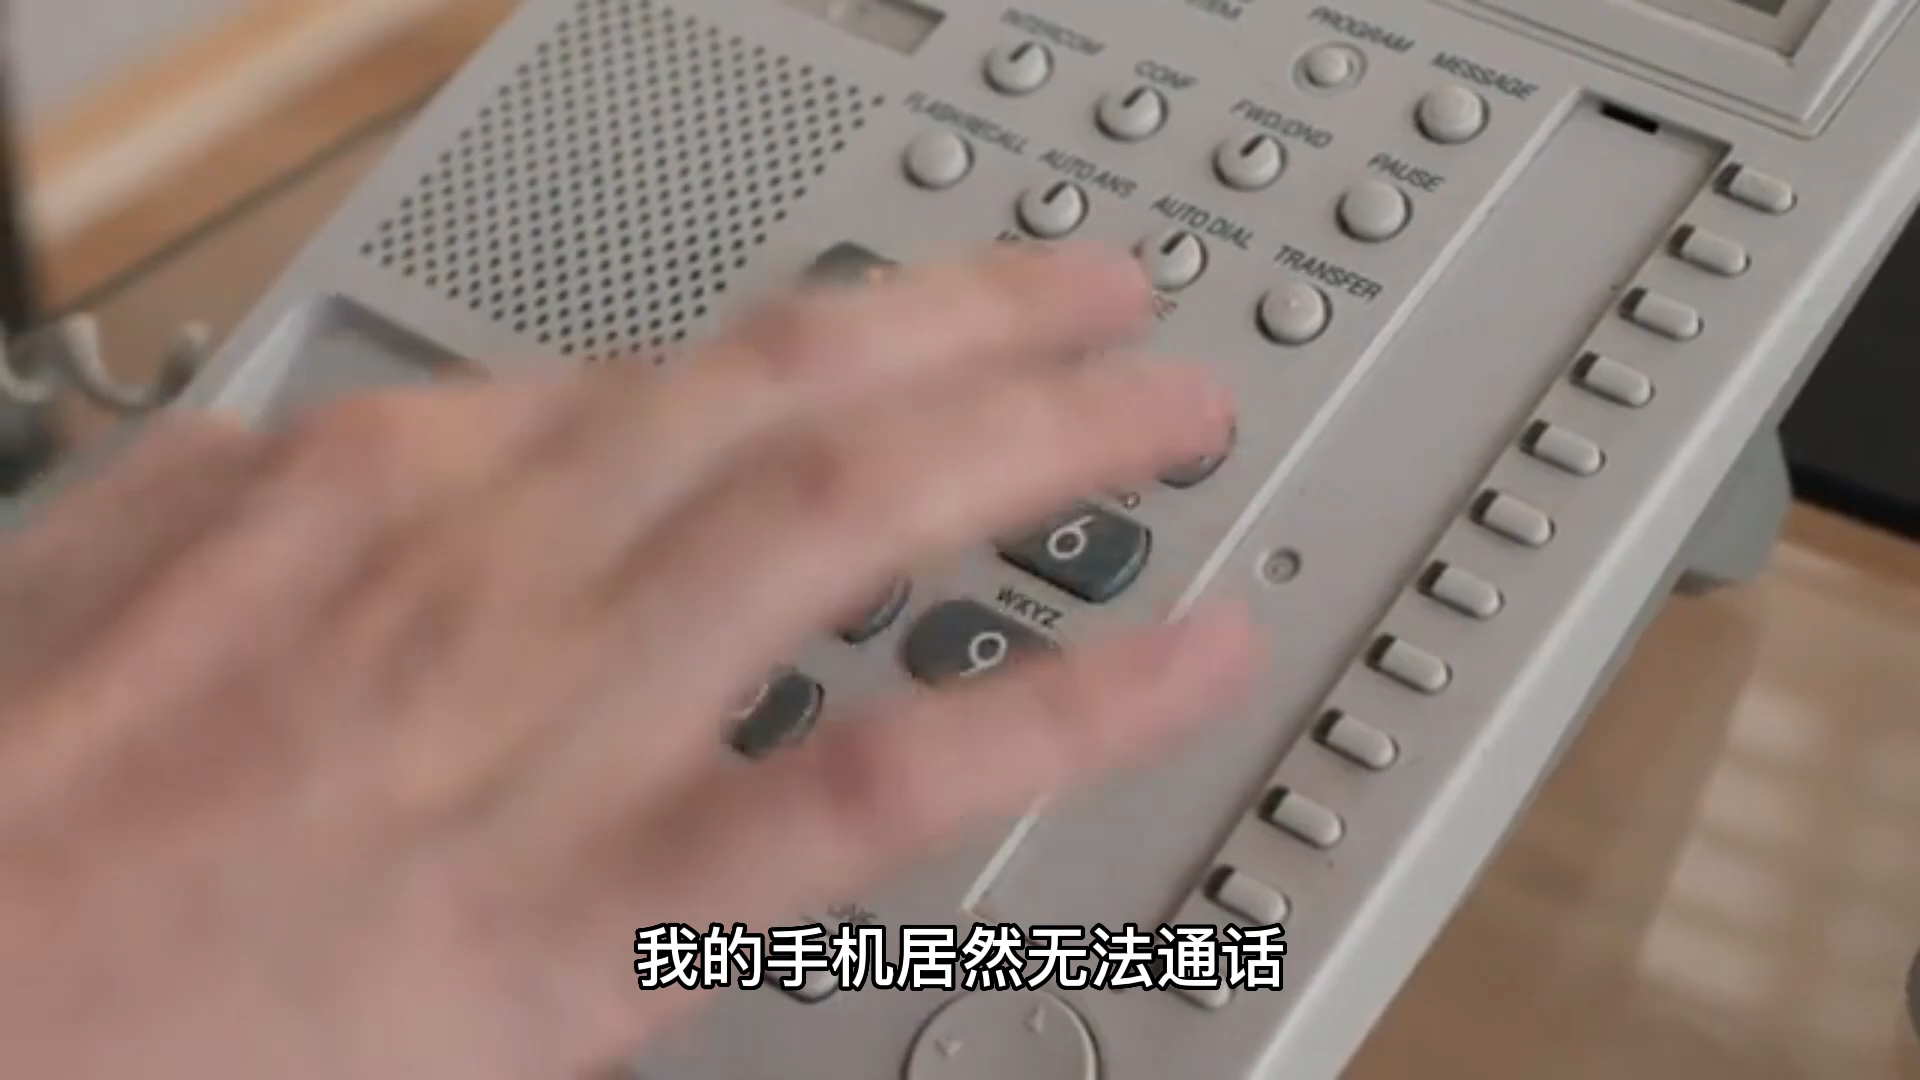 INTERCOM
PROGRAM
CONF
MESSAGE
FLASH/RECALL
FWD/DND
AUTO ANS
PAUSE
AUTO DIAL
TRANSFER
6
WXYZ
9
我的手机居然无法通话